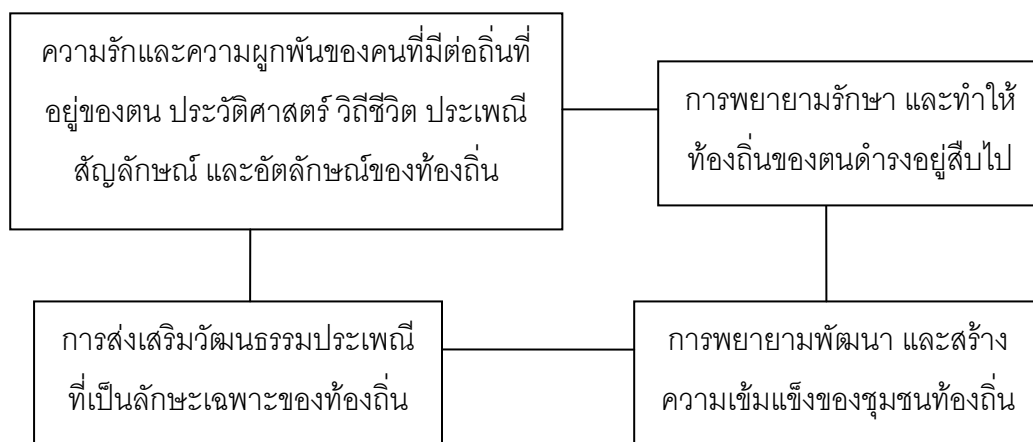 ความรักและความผูกพันของคนที่มีต่อถิ่นที่
อยู่ของตน ประวัติศาสตร์ วิถีชีวิต ประเพณี
สัญลักษณ์ และอัตลักษณ์ของท้องถิ่น
การพยายามรักษา และทำให้
ท้องถิ่นของตนดำรงอยู่สืบไป
การส่งเสริมวัฒนธรรมประเพณี
ที่เป็นลักษะเฉพาะของท้องถิ่น
การพยายามพัฒนา และสร้าง
ความเข้มแข็งของชุมชนท้องถิ่น